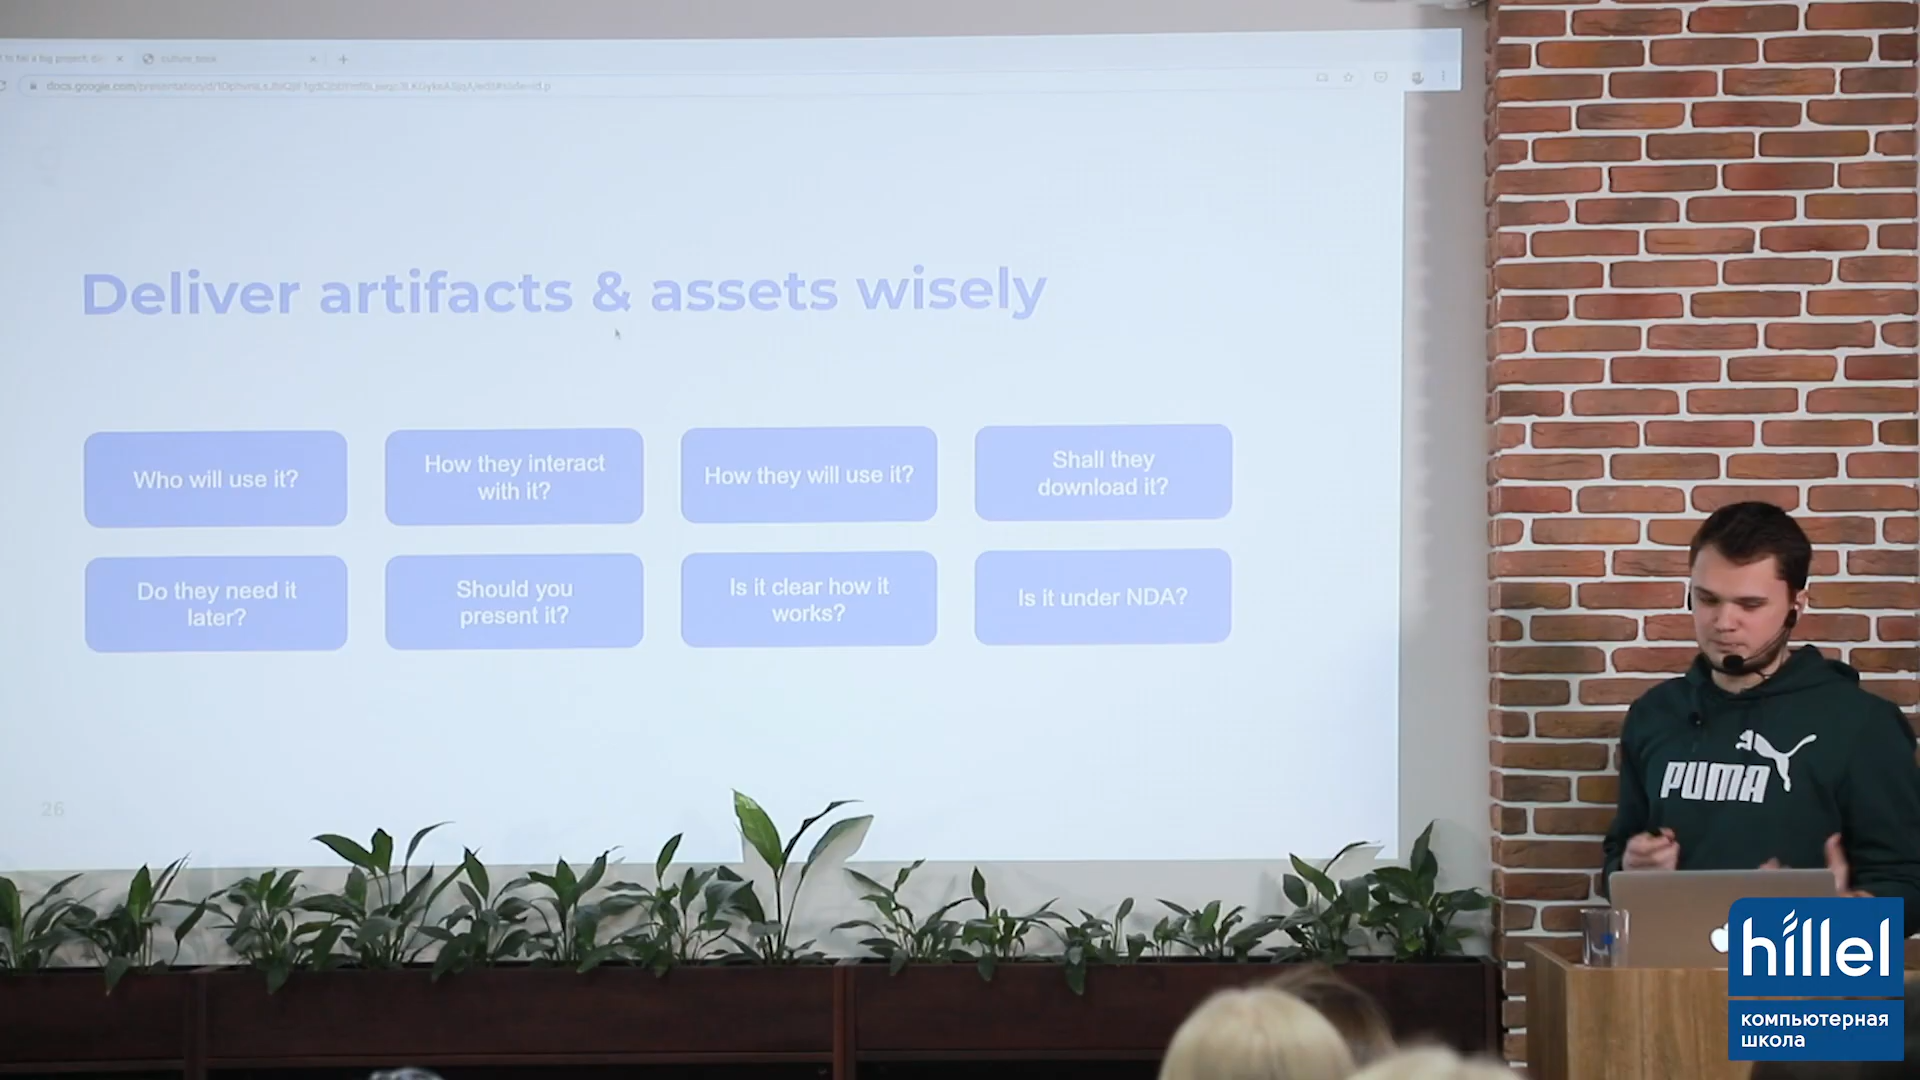 culture_book
Deliver artifacts & assets wisely
Who will use it?
How they interact
with it?
How they will use it?
Shall they
download it?
Do they need it
later?
Should you
present it?
Is it clear how it
works?
Is it under NDA?
26
PUMA
hillel
компьютерная
школа